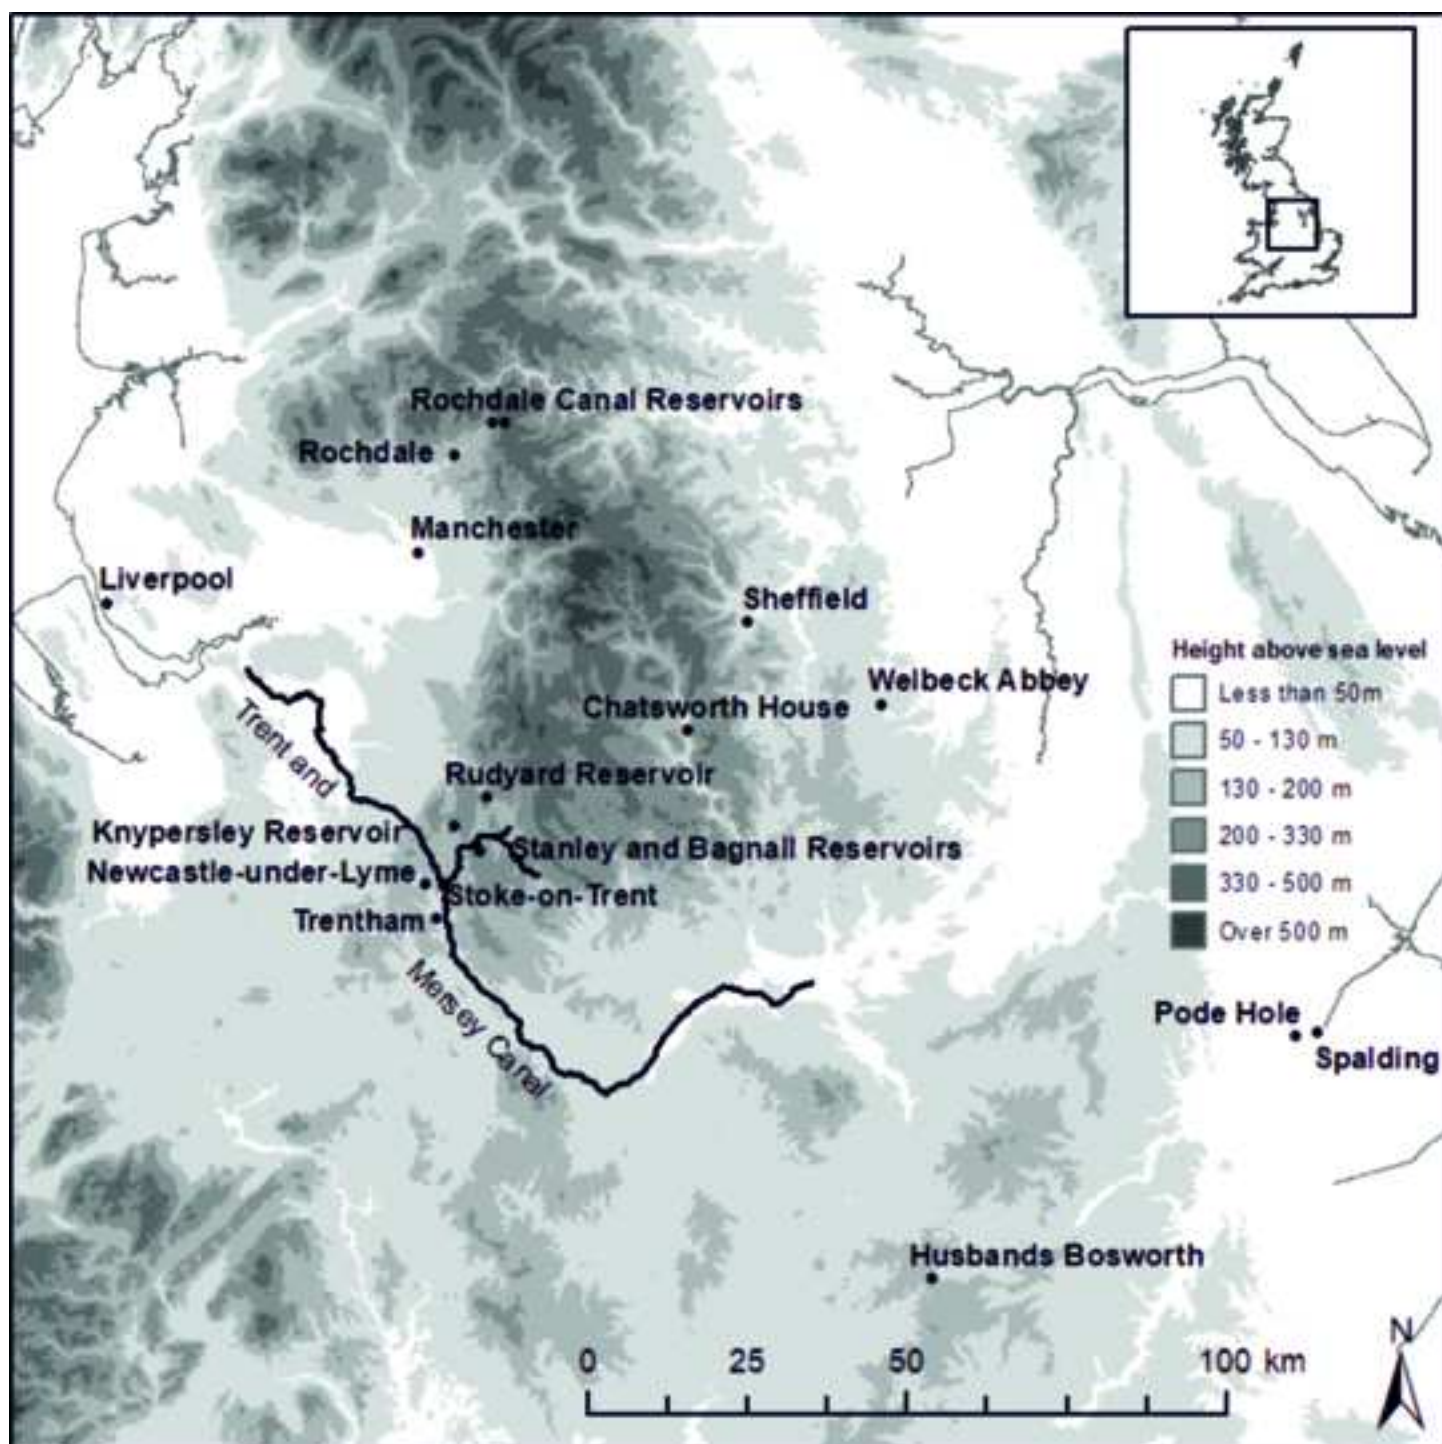 Rochdale Canal Reservoirs
Rochdale
Manchester
Liverpool
Sheffield
Height above sea level
Less than 50m
50 - 130 m
130 - 200 m
200 - 330 m
330 - 500 m
Over 500 m
Welbeck Abbey
Chatsworth House
Trent and
Rudyard Reservoir
Knypersley Reservoir
Stanley and Bagnall Reservoirs
Newcastle-under-Lyme
Stoke-on-Trent
Trentham
Mersey Canal
Pode Hole
Spalding
Husbands Bosworth
0 25 50 100 km
N